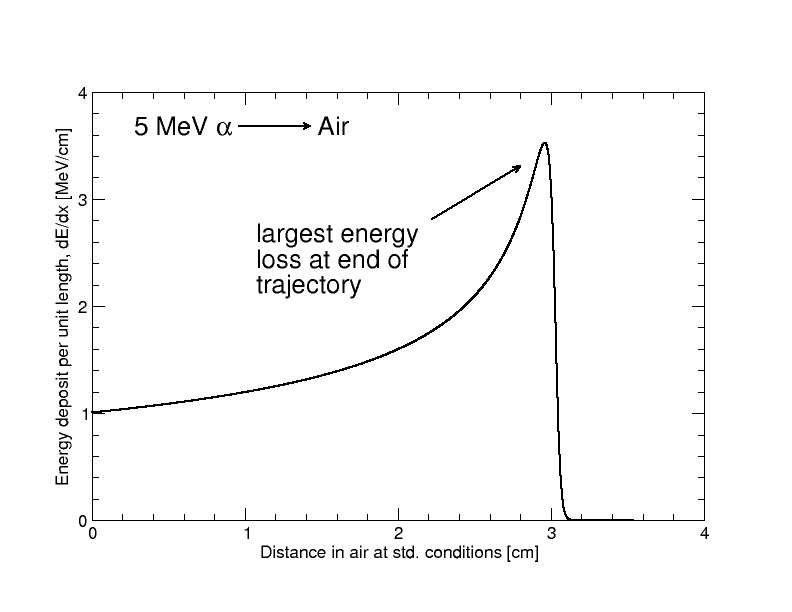 5 MeV α ⟶ Air
largest energy
loss at end of
trajectory
Energy deposit per unit length, dE/dx [MeV/cm]
4
3
2
1
0
0 1 2 3 4
Distance in air at std. conditions [cm]